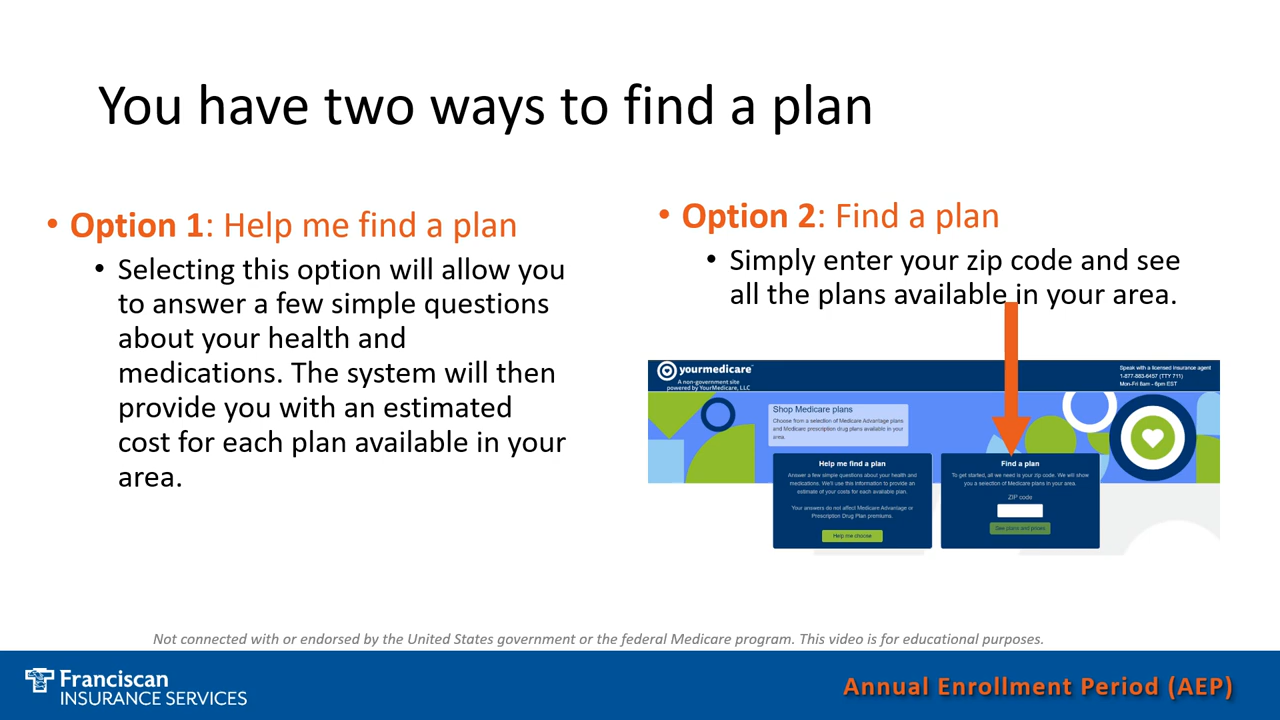 You have two ways to find a plan
• Option 1: Help me find a plan
• Selecting this option will allow you
to answer a few simple questions
about your health and
medications. The system will then
provide you with an estimated
cost for each plan available in your
area.
• Option 2: Find a plan
• Simply enter your zip code and see
all the plans available in your area.
yourmedicare
A non-government site
powered by YourMedicare, LLC
Speak with a licensed insurance agent
1-877-883-6457 (TTY 711)
Mon-Fri 8am - 6pm EST
Shop Medicare plans
Choose from a selection of Medicare Advantage plans
and Medicare prescription drug plans available in your
area.
Help me find a plan
Answer a few simple questions about your health and
medications. We'll use this information to provide an
estimate of your costs for each available plan.
Your answers do not affect Medicare Advantage or
Prescription Drug Plan premiums.
Help me choose
Find a plan
To get started, all we need is your zip code. We will show
you a selection of Medicare plans in your area.
ZIP code
See plans and prices
Not connected with or endorsed by the United States government or the federal Medicare program. This video is for educational purposes.
Franciscan
INSURANCE SERVICES
Annual Enrollment Period (AEP)